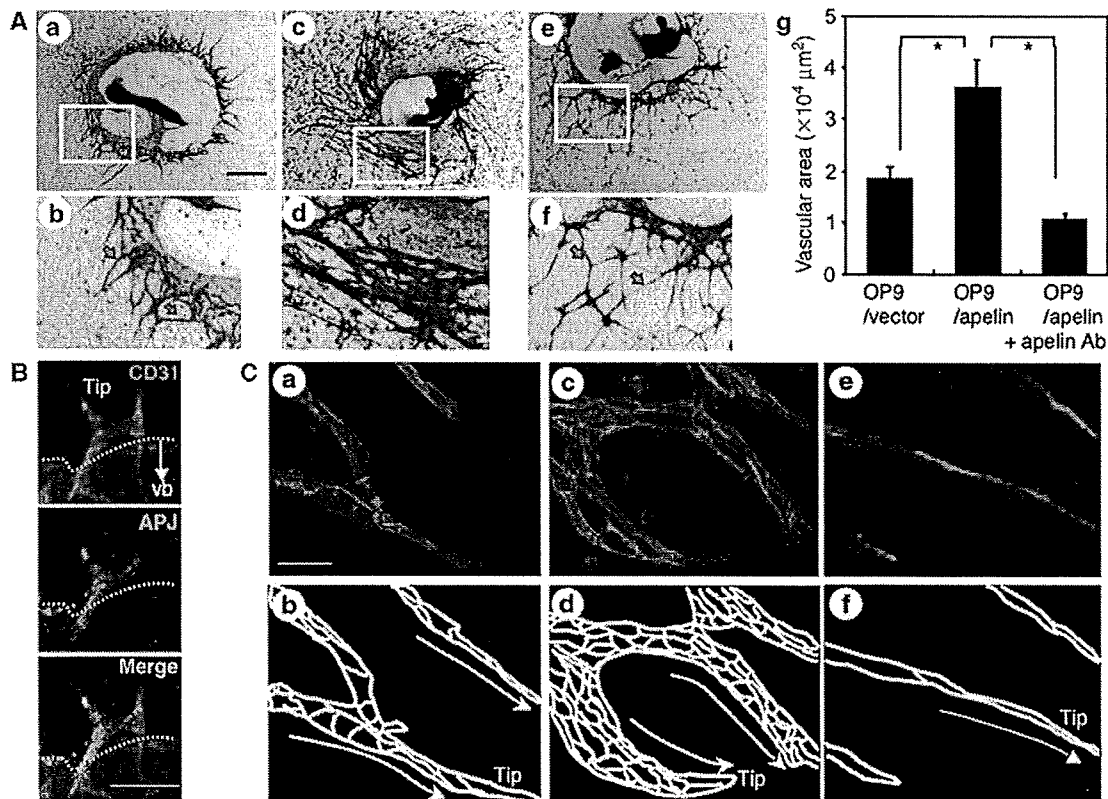 A
a
c
e
b
d
f
g
Vascular area (×10⁴ μm²)
5
4
3
2
1
0
*
*
OP9 /vector
OP9 /apelin
OP9 /apelin + apelin Ab
B
CD31
Tip
vb
APJ
Merge
C
a
c
e
b
Tip
d
Tip
f
Tip